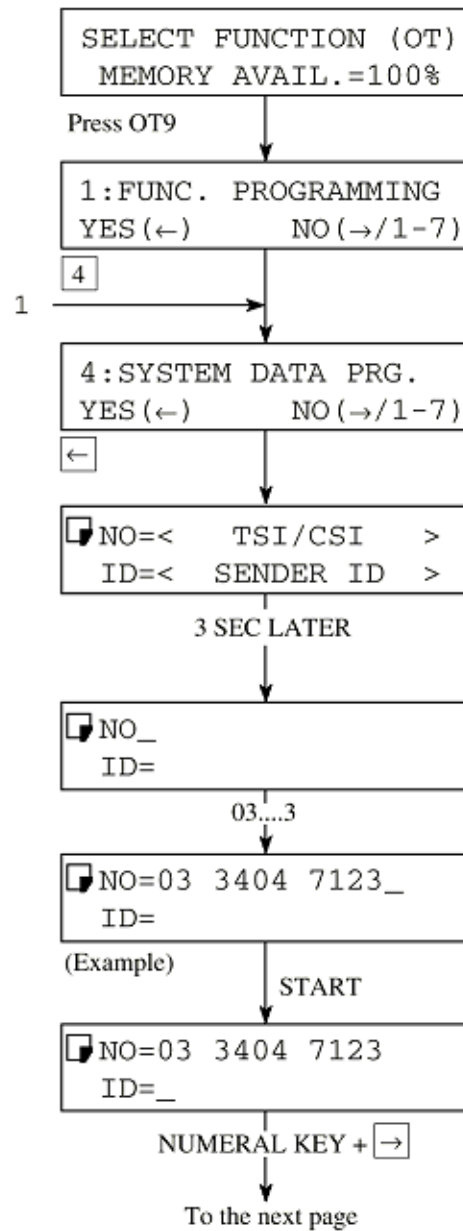 SELECT FUNCTION (OT)
MEMORY AVAIL.=100%
Press OT9
1:FUNC. PROGRAMMING
YES(←) NO(→/1-7)
4
1
4:SYSTEM DATA PRG.
YES(←) NO(→/1-7)
←
NO=< TSI/CSI >
ID=< SENDER ID >
3 SEC LATER
NO_
ID=
03....3
NO=03 3404 7123_
ID=
(Example)
START
NO=03 3404 7123
ID=_
NUMERAL KEY + →
To the next page